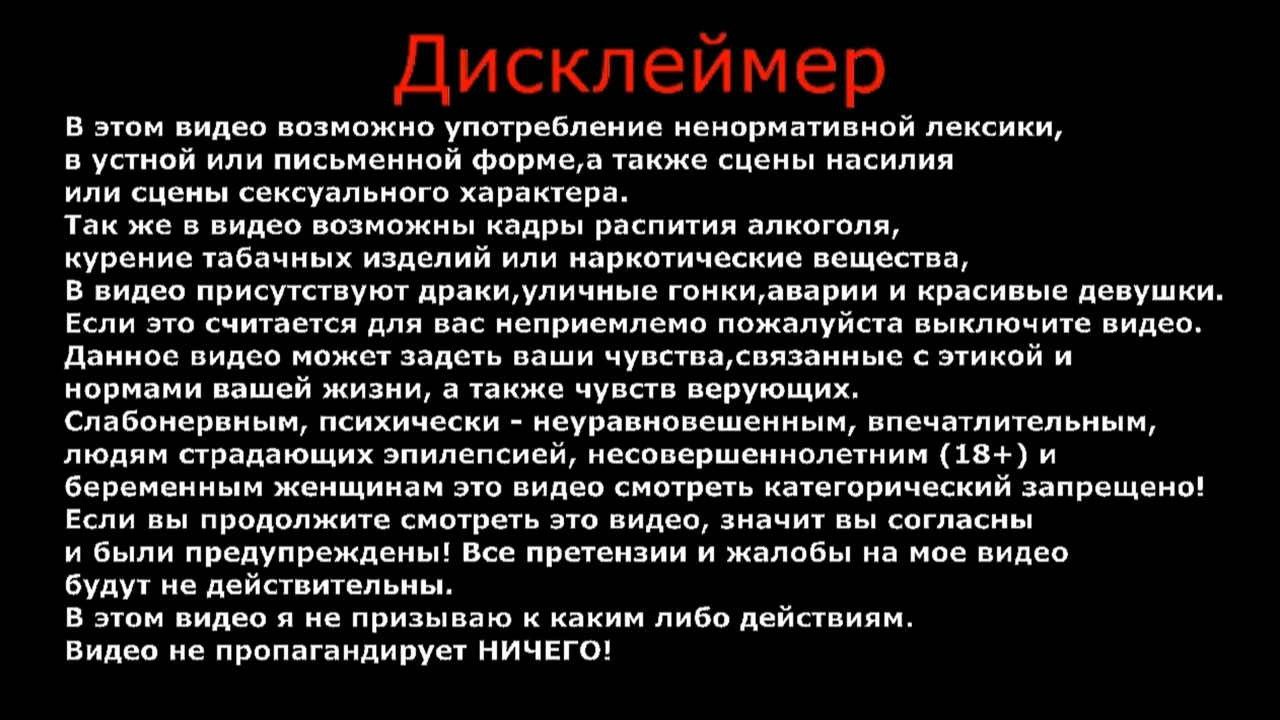 Дисклеймер
В этом видео возможно употребление ненормативной лексики,
в устной или письменной форме,а также сцены насилия
или сцены сексуального характера.
Так же в видео возможны кадры распития алкоголя,
курение табачных изделий или наркотические вещества,
В видео присутствуют драки,уличные гонки,аварии и красивые девушки.
Если это считается для вас неприемлемо пожалуйста выключите видео.
Данное видео может задеть ваши чувства,связанные с этикой и
нормами вашей жизни, а также чувств верующих.
Слабонервным, психически - неуравновешенным, впечатлительным,
людям страдающих эпилепсией, несовершеннолетним (18+) и
беременным женщинам это видео смотреть категорический запрещено!
Если вы продолжите смотреть это видео, значит вы согласны
и были предупреждены! Все претензии и жалобы на мое видео
будут не действительны.
В этом видео я не призываю к каким либо действиям.
Видео не пропагандирует НИЧЕГО!